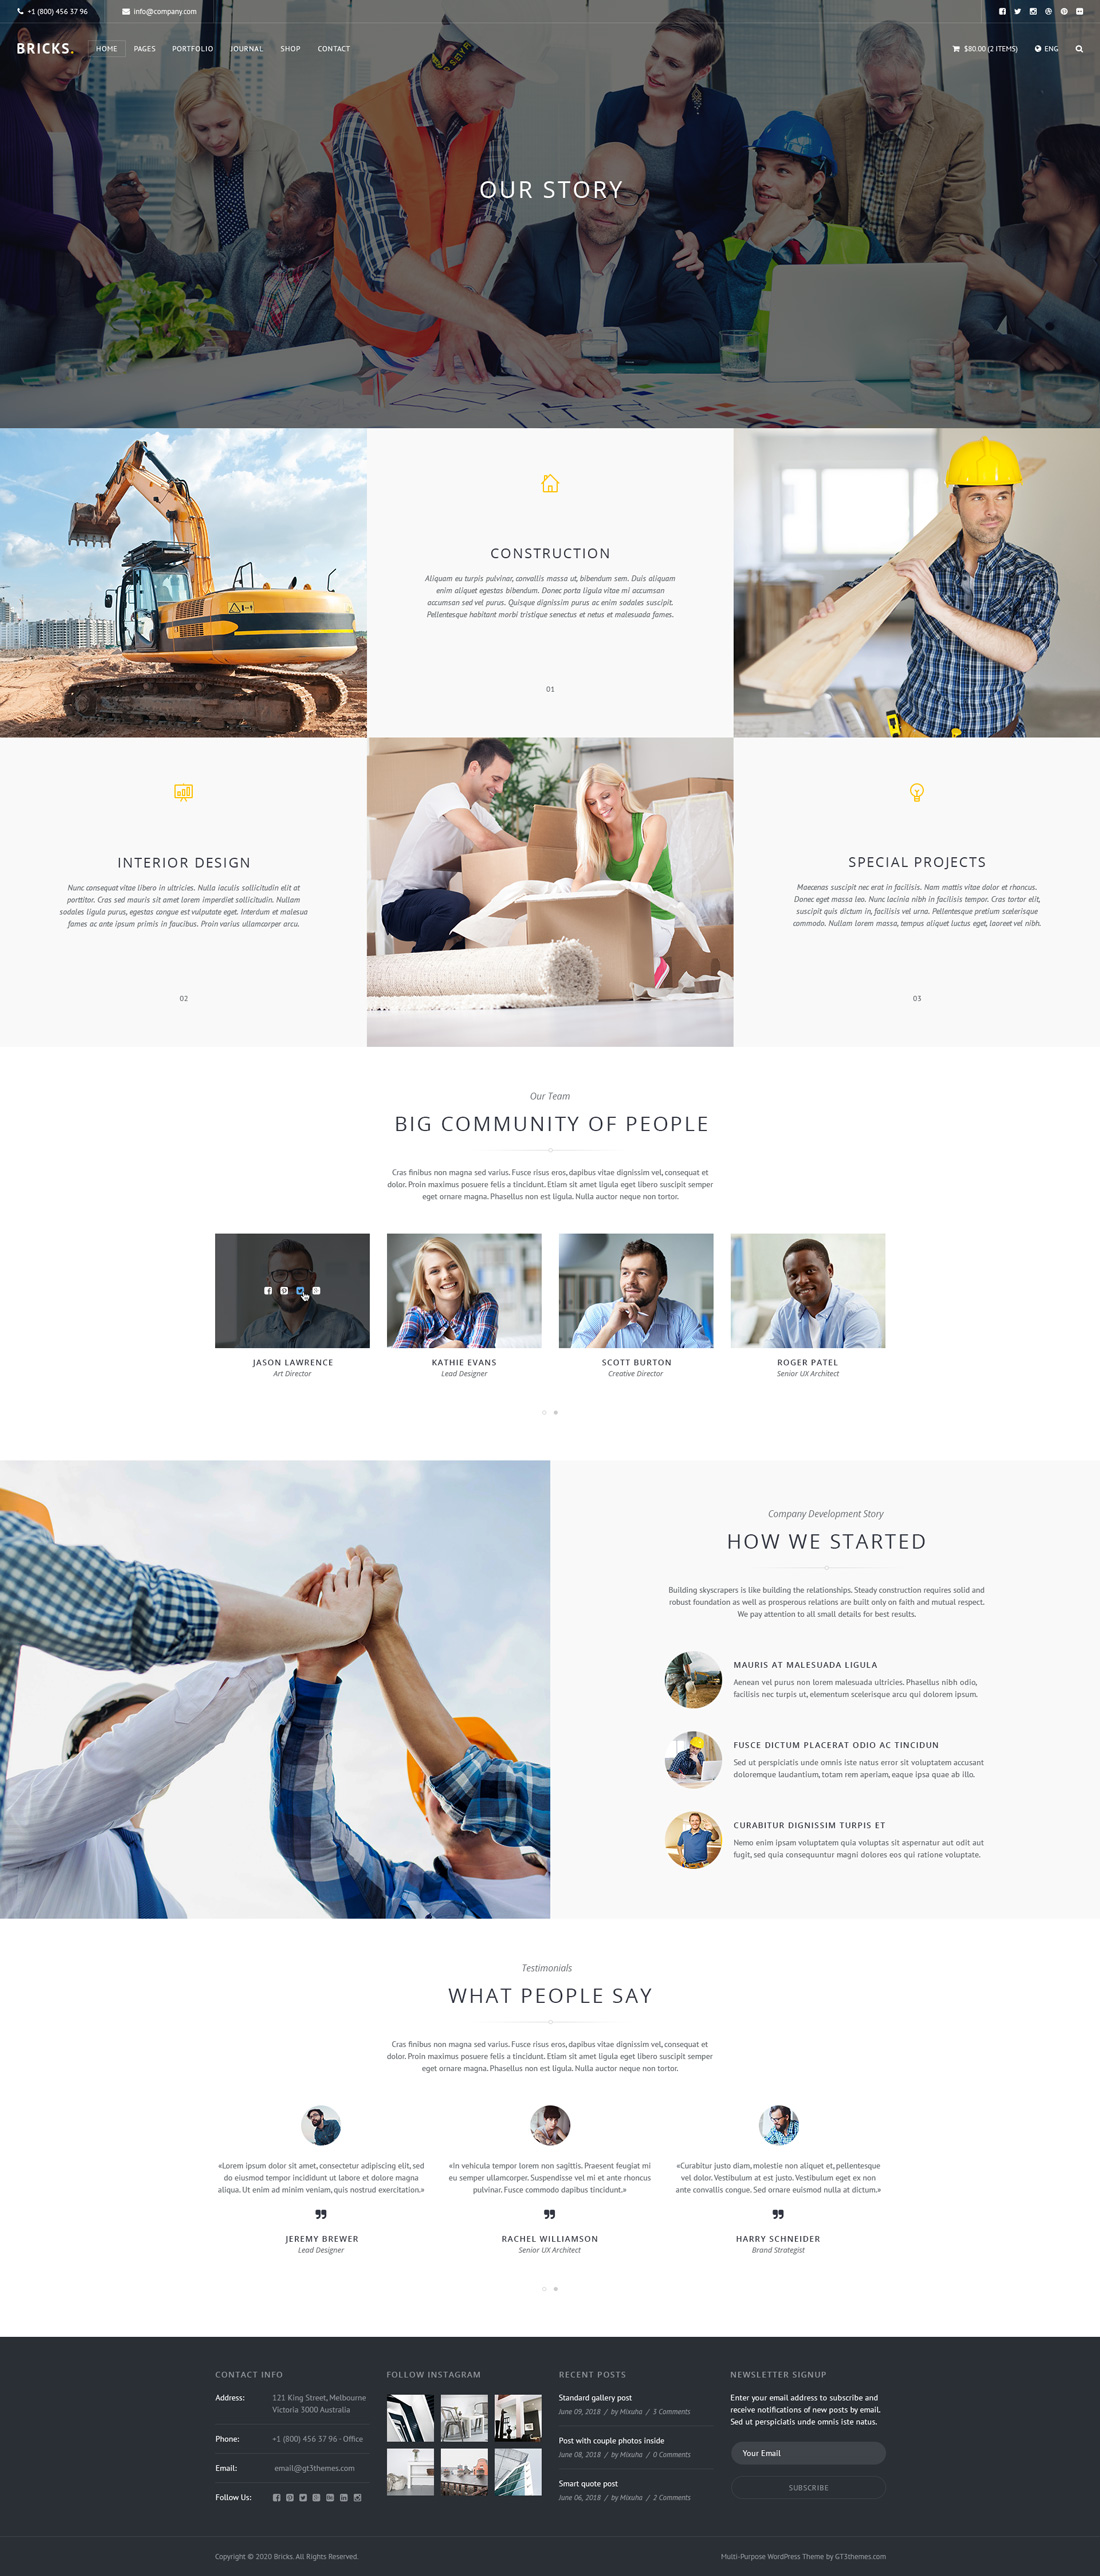 +1 (800) 456 37 96
info@company.com
BRICKS.
HOME
PAGES
PORTFOLIO
JOURNAL
SHOP
CONTACT
$80.00 (2 ITEMS)
ENG
OUR STORY
CONSTRUCTION
Aliquam eu turpis pulvinar, convallis massa ut, bibendum sem. Duis aliquam
enim aliquet egestas bibendum. Donec porta ligula vitae mi accumsan
accumsan sed vel purus. Quisque dignissim purus ac enim sodales suscipit.
Pellentesque habitant morbi tristique senectus et netus et malesuada fames.
01
INTERIOR DESIGN
Nunc consequat vitae libero in ultricies. Nulla iaculis sollicitudin elit at
porttitor. Cras sed mauris sit amet lorem imperdiet sollicitudin. Nullam
sodales ligula purus, egestas congue est vulputate eget. Interdum et malesua
fames ac ante ipsum primis in faucibus. Proin varius ullamcorper arcu.
02
SPECIAL PROJECTS
Maecenas suscipit nec erat in facilisis. Nam mattis vitae dolor et rhoncus.
Donec eget massa leo. Nunc lacinia nibh in facilisis tempor. Cras tortor elit,
suscipit quis dictum in, facilisis vel urna. Pellentesque pretium scelerisque
commodo. Nullam lorem massa, tempus aliquet luctus eget, laoreet vel nibh.
03
Our Team
BIG COMMUNITY OF PEOPLE
Cras finibus non magna sed varius. Fusce risus eros, dapibus vitae dignissim vel, consequat et
dolor. Proin maximus posuere felis a tincidunt. Etiam sit amet ligula eget libero suscipit semper
eget ornare magna. Phasellus non est ligula. Nulla auctor neque non tortor.
JASON LAWRENCE
Art Director
KATHIE EVANS
Lead Designer
SCOTT BURTON
Creative Director
ROGER PATEL
Senior UX Architect
Company Development Story
HOW WE STARTED
Building skyscrapers is like building the relationships. Steady construction requires solid and
robust foundation as well as prosperous relations are built only on faith and mutual respect.
We pay attention to all small details for best results.
MAURIS AT MALESUADA LIGULA
Aenean vel purus non lorem malesuada ultricies. Phasellus nibh odio,
facilisis nec turpis ut, elementum scelerisque arcu qui dolorem ipsum.
FUSCE DICTUM PLACERAT ODIO AC TINCIDUN
Sed ut perspiciatis unde omnis iste natus error sit voluptatem accusant
doloremque laudantium, totam rem aperiam, eaque ipsa quae ab illo.
CURABITUR DIGNISSIM TURPIS ET
Nemo enim ipsam voluptatem quia voluptas sit aspernatur aut odit aut
fugit, sed quia consequuntur magni dolores eos qui ratione voluptate.
Testimonials
WHAT PEOPLE SAY
Cras finibus non magna sed varius. Fusce risus eros, dapibus vitae dignissim vel, consequat et
dolor. Proin maximus posuere felis a tincidunt. Etiam sit amet ligula eget libero suscipit semper
eget ornare magna. Phasellus non est ligula. Nulla auctor neque non tortor.
«Lorem ipsum dolor sit amet, consectetur adipiscing elit, sed
do eiusmod tempor incididunt ut labore et dolore magna
aliqua. Ut enim ad minim veniam, quis nostrud exercitation.»
JEREMY BREWER
Lead Designer
«In vehicula tempor lorem non sagittis. Praesent feugiat mi
eu semper ullamcorper. Suspendisse vel mi et ante rhoncus
pulvinar. Fusce commodo dapibus tincidunt.»
RACHEL WILLIAMSON
Senior UX Architect
«Curabitur justo diam, molestie non aliquet et, pellentesque
vel dolor. Vestibulum at est justo. Vestibulum eget ex non
ante convallis congue. Sed ornare euismod nulla at dictum.»
HARRY SCHNEIDER
Brand Strategist
CONTACT INFO
Address:
121 King Street, Melbourne
Victoria 3000 Australia
Phone:
+1 (800) 456 37 96 - Office
Email:
email@gt3themes.com
Follow Us:
FOLLOW INSTAGRAM
RECENT POSTS
Standard gallery post
June 09, 2018 / by Mixuha / 3 Comments
Post with couple photos inside
June 08, 2018 / by Mixuha / 0 Comments
Smart quote post
June 06, 2018 / by Mixuha / 2 Comments
NEWSLETTER SIGNUP
Enter your email address to subscribe and
receive notifications of new posts by email.
Sed ut perspiciatis unde omnis iste natus.
Your Email
SUBSCRIBE
Copyright © 2020 Bricks. All Rights Reserved.
Multi-Purpose WordPress Theme by GT3themes.com